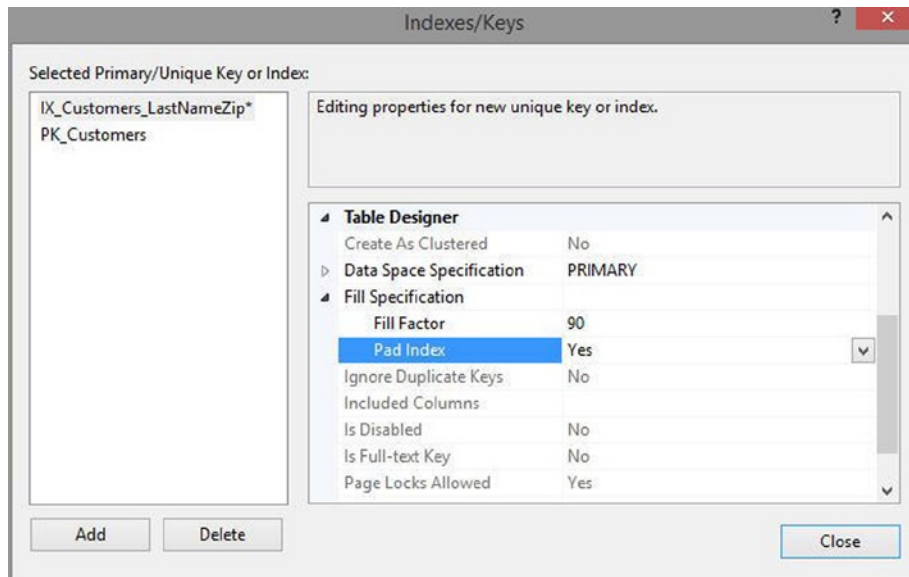 Indexes/Keys
?
Selected Primary/Unique Key or Index:
IX_Customers_LastNameZip*
PK_Customers
Editing properties for new unique key or index.
Table Designer
Create As Clustered No
Data Space Specification PRIMARY
Fill Specification
Fill Factor 90
Pad Index Yes
Ignore Duplicate Keys No
Included Columns
Is Disabled No
Is Full-text Key No
Page Locks Allowed Yes
Add Delete
Close